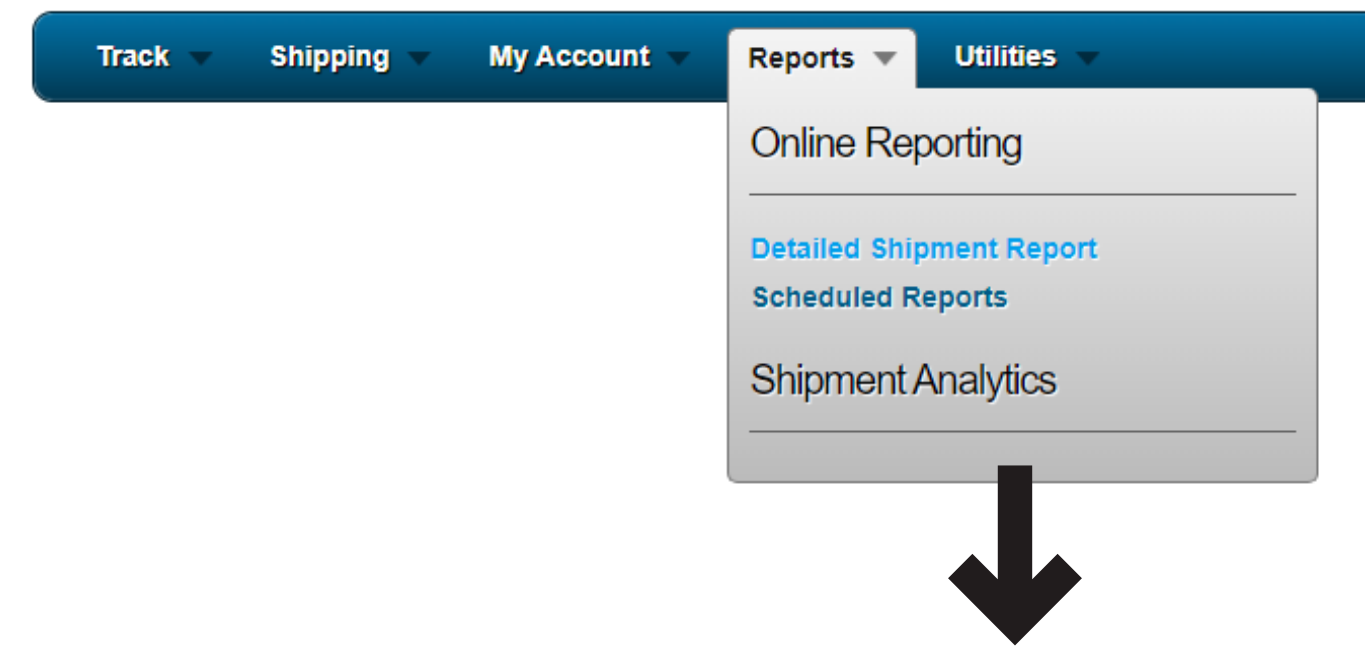 Track Shipping My Account Reports Utilities
Online Reporting
Detailed Shipment Report
Scheduled Reports
Shipment Analytics